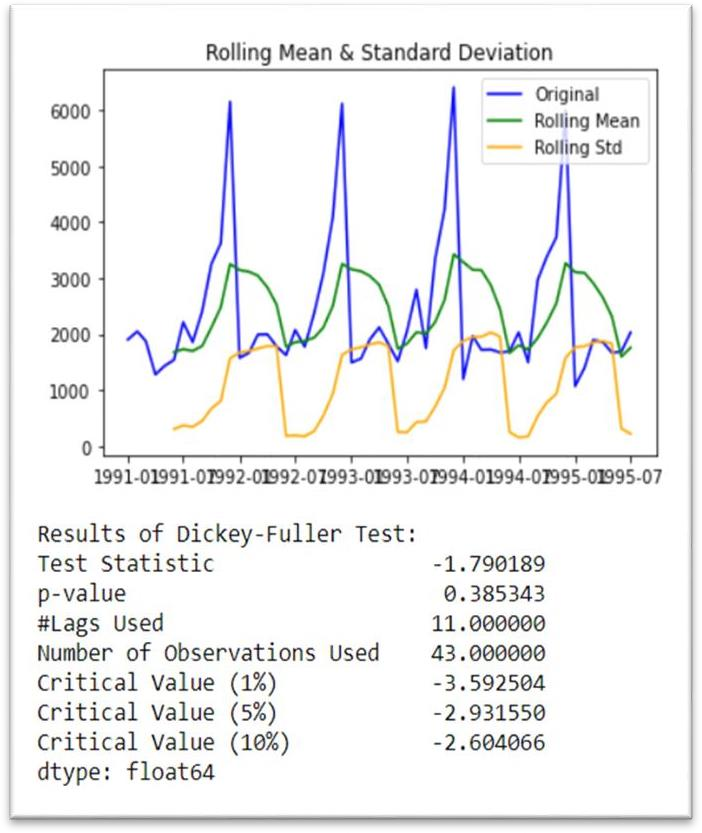 Rolling Mean & Standard Deviation
Original
Rolling Mean
Rolling Std
6000
5000
4000
3000
2000
1000
0
1991-01 1991-07 1992-01 1992-07 1993-01 1993-07 1994-01 1994-07 1995-01 1995-07
Results of Dickey-Fuller Test:
Test Statistic -1.790189
p-value 0.385343
#Lags Used 11.000000
Number of Observations Used 43.000000
Critical Value (1%) -3.592504
Critical Value (5%) -2.931550
Critical Value (10%) -2.604066
dtype: float64